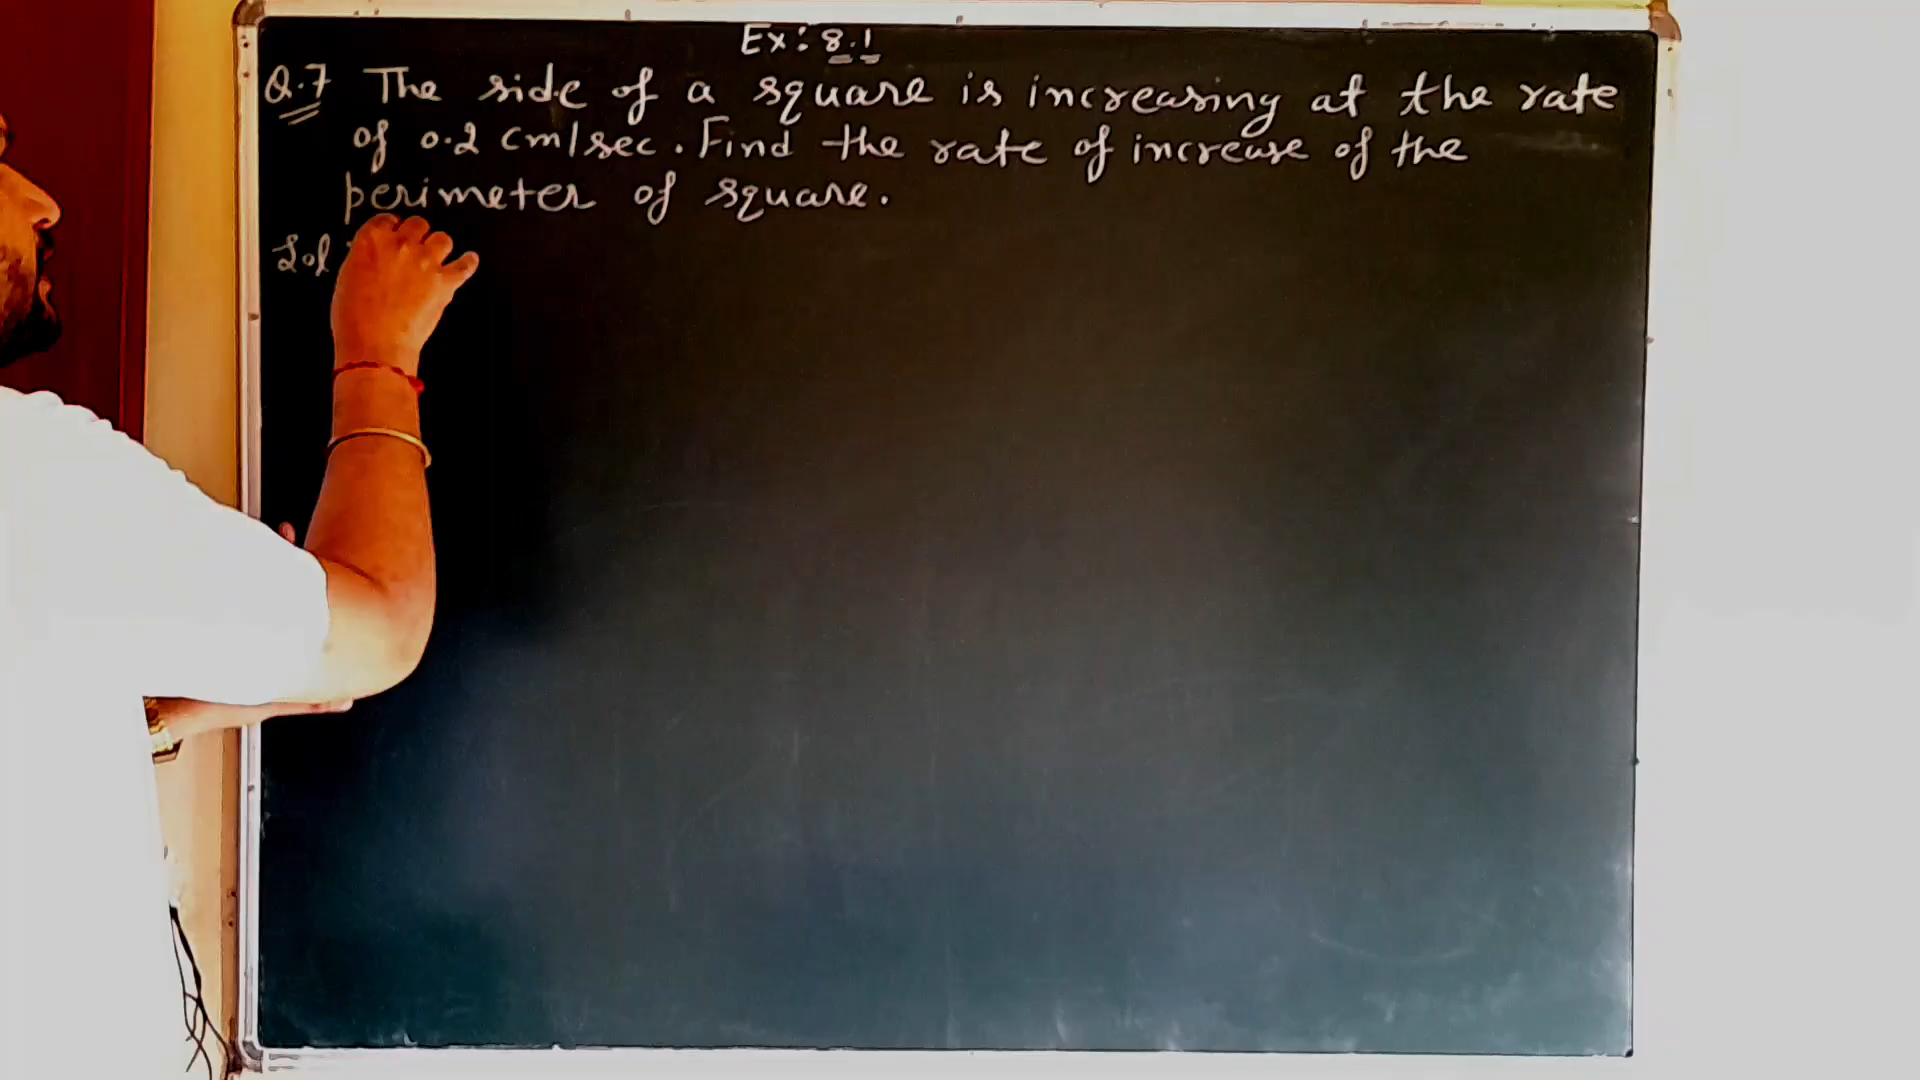 Ex: 8.1
Q.7 The side of a square is increasing at the rate
of 0.2 cm/sec. Find the rate of increase of the
perimeter of square.
Sol